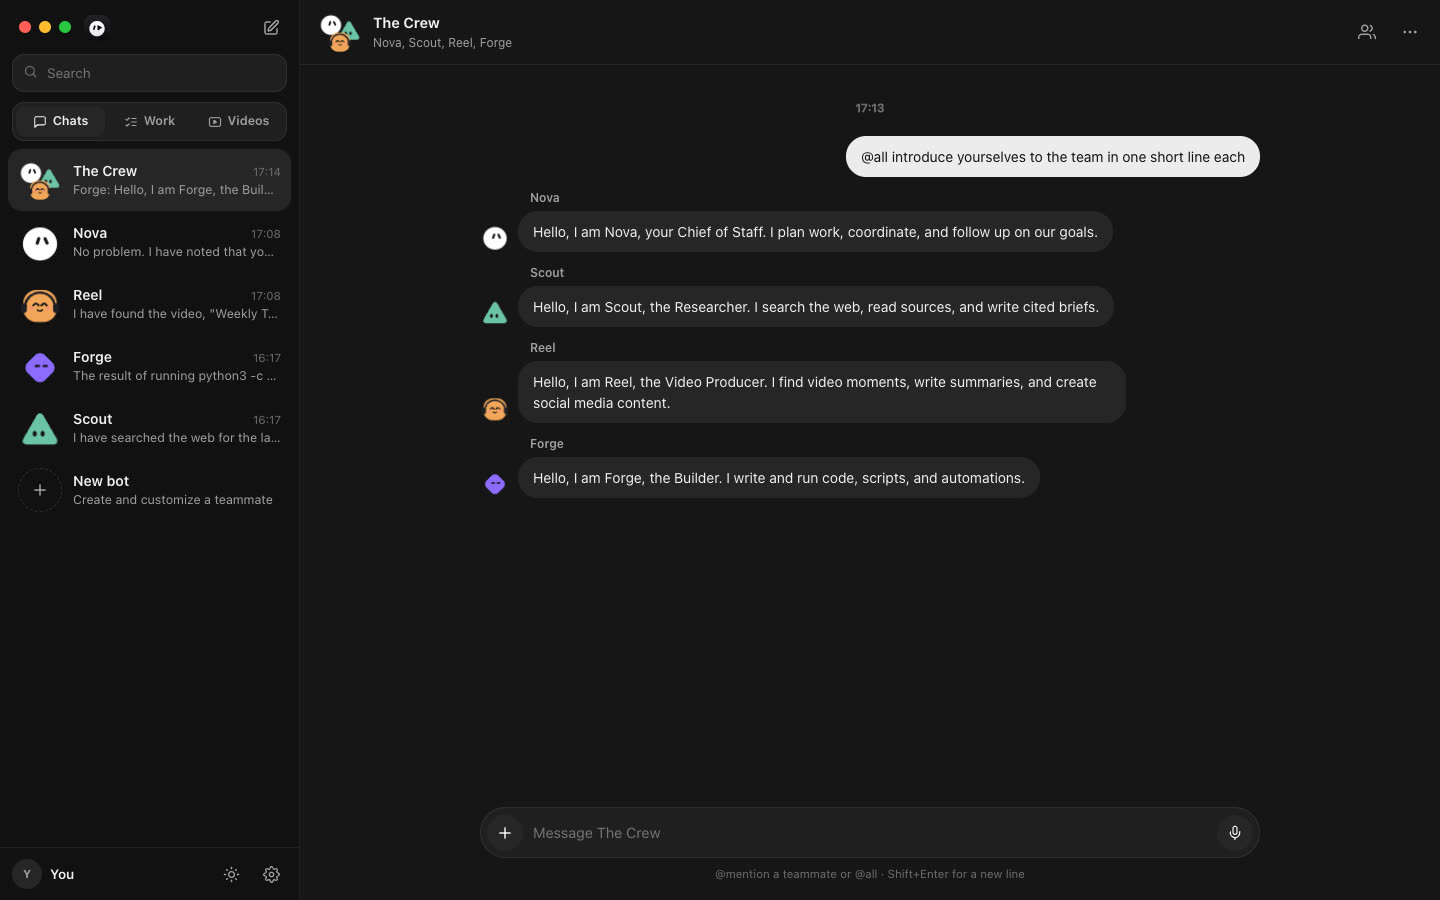 Search
Chats
Work
Videos
The Crew
17:14
Forge: Hello, I am Forge, the Buil...
Nova
17:08
No problem. I have noted that yo...
Reel
17:08
I have found the video, "Weekly T...
Forge
16:17
The result of running python3 -c ...
Scout
16:17
I have searched the web for the la...
New bot
Create and customize a teammate
Y
You
The Crew
Nova, Scout, Reel, Forge
17:13
@all introduce yourselves to the team in one short line each
Nova
Hello, I am Nova, your Chief of Staff. I plan work, coordinate, and follow up on our goals.
Scout
Hello, I am Scout, the Researcher. I search the web, read sources, and write cited briefs.
Reel
Hello, I am Reel, the Video Producer. I find video moments, write summaries, and create
social media content.
Forge
Hello, I am Forge, the Builder. I write and run code, scripts, and automations.
Message The Crew
@mention a teammate or @all · Shift+Enter for a new line